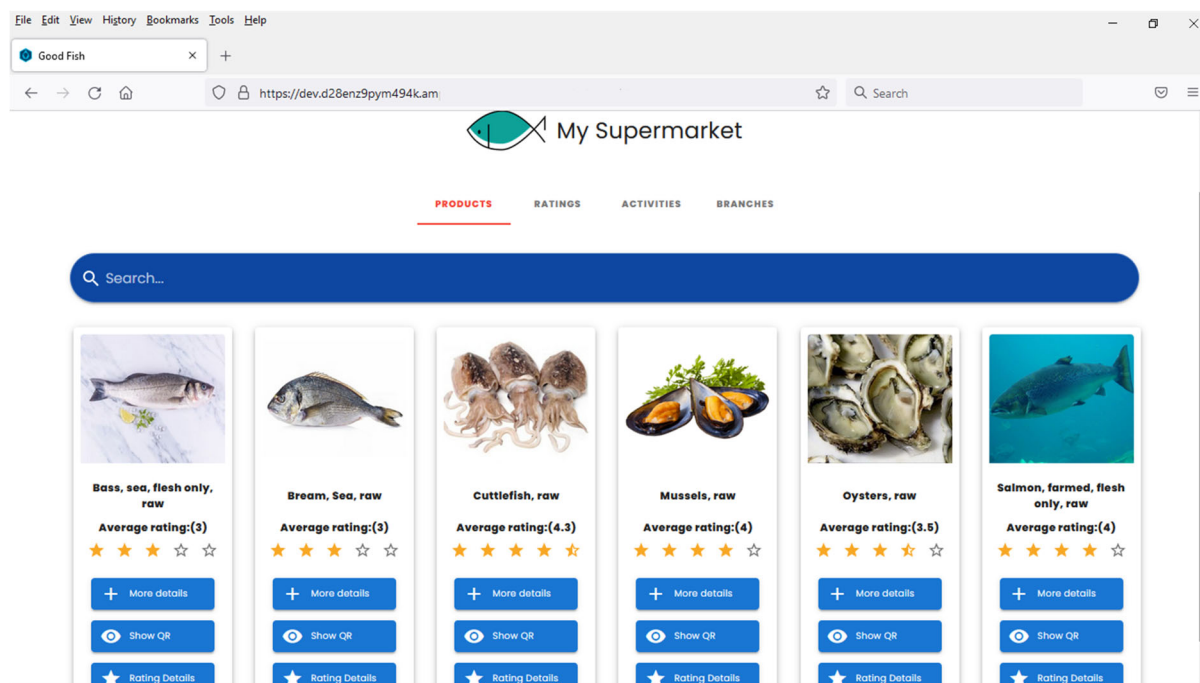 File Edit View History Bookmarks Tools Help
Good Fish
https://dev.d28enz9pym494k.am
Search
My Supermarket
PRODUCTS RATINGS ACTIVITIES BRANCHES
Search...
Bass, sea, flesh only,
raw
Average rating:(3)
More details
Show QR
Rating Details
Bream, Sea, raw
Average rating:(3)
More details
Show QR
Rating Details
Cuttlefish, raw
Average rating:(4.3)
More details
Show QR
Rating Details
Mussels, raw
Average rating:(4)
More details
Show QR
Rating Details
Oysters, raw
Average rating:(3.5)
More details
Show QR
Rating Details
Salmon, farmed, flesh
only, raw
Average rating:(4)
More details
Show QR
Rating Details